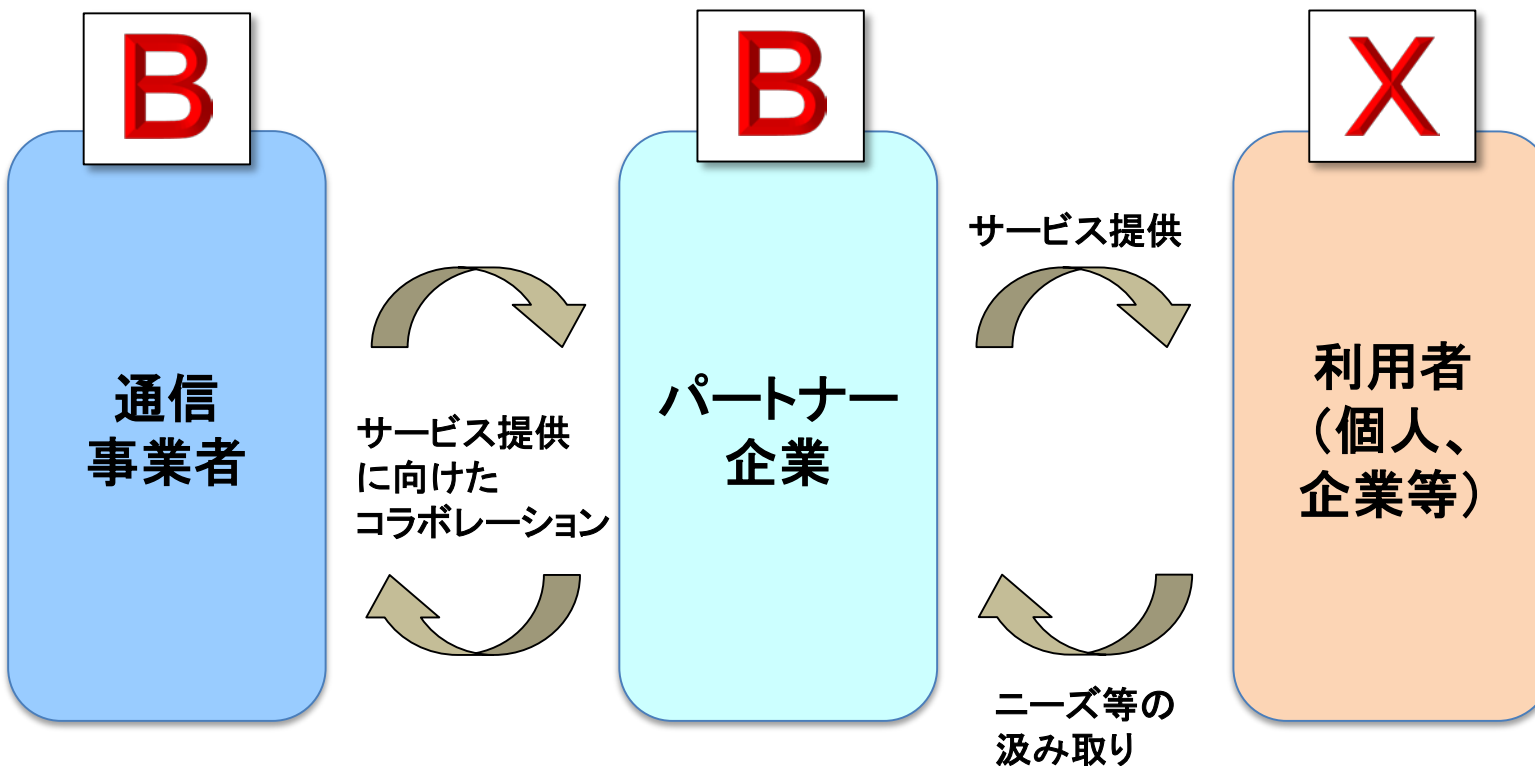 B
B
X
通信
事業者
サービス提供
に向けた
コラボレーション
パートナー
企業
サービス提供
ニーズ等の
汲み取り
利用者
（個人、
企業等）